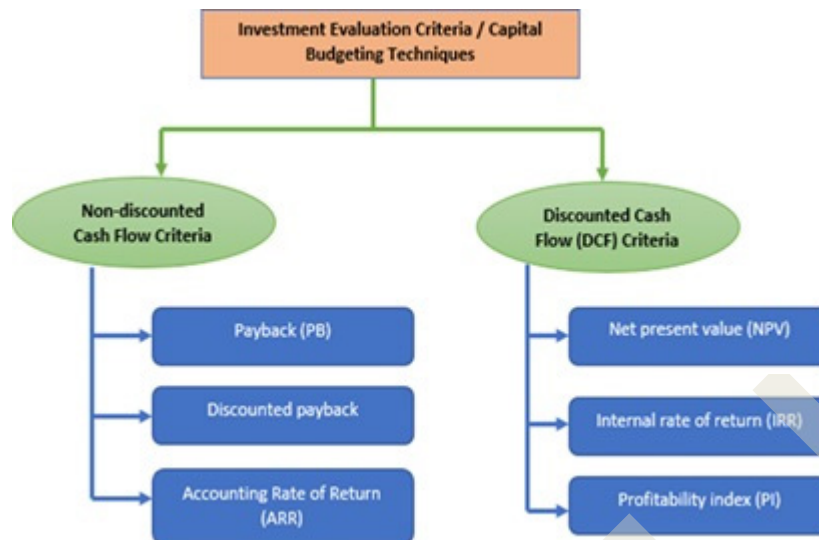 Investment Evaluation Criteria / Capital
Budgeting Techniques
Non-discounted
Cash Flow Criteria
Discounted Cash
Flow (DCF) Criteria
Payback (PB)
Discounted payback
Accounting Rate of Return
(ARR)
Net present value (NPV)
Internal rate of return (IRR)
Profitability index (PI)